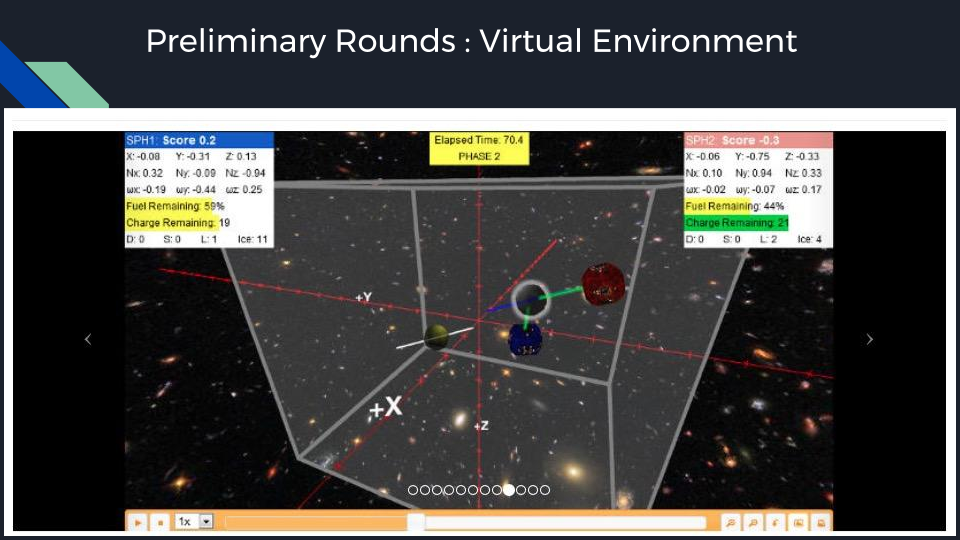 Preliminary Rounds : Virtual Environment
SPH1: Score 0.2
X: -0.08 Y: -0.31 Z: 0.13
Nx: 0.32 Ny: -0.09 Nz: -0.94
ωx: -0.19 ωy: -0.44 ωz: 0.25
Fuel Remaining: 59%
Charge Remaining: 19
D: 0 S: 0 L: 1 Ice: 11
Elapsed Time: 70.4
PHASE 2
SPH2: Score -0.3
X: -0.06 Y: -0.75 Z: -0.33
Nx: 0.10 Ny: 0.94 Nz: 0.33
ωx: -0.02 ωy: -0.07 ωz: 0.17
Fuel Remaining: 44%
Charge Remaining: 21
D: 0 S: 0 L: 2 Ice: 4
+Y
+X
+Z
1x